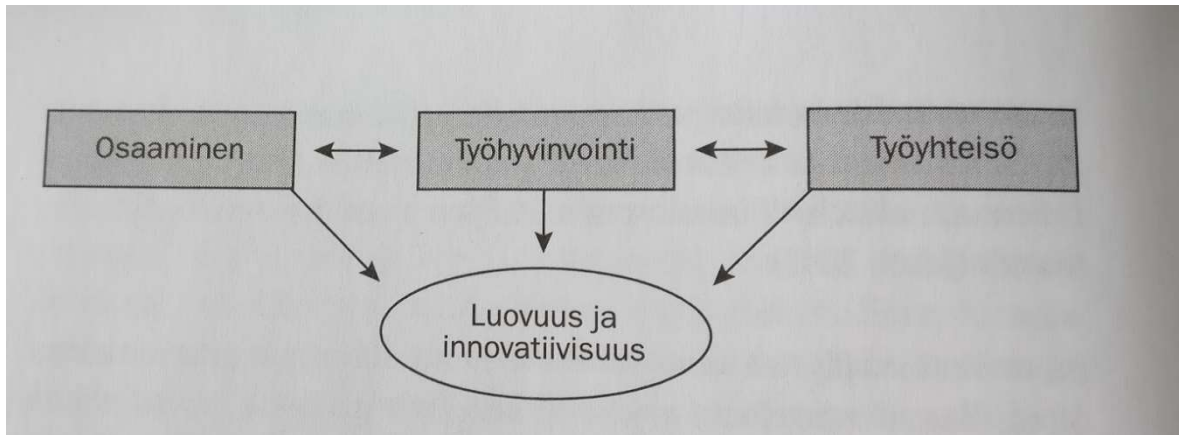 Osaaminen
Työhyvinvointi
Työyhteisö
Luovuus ja
innovatiivisuus